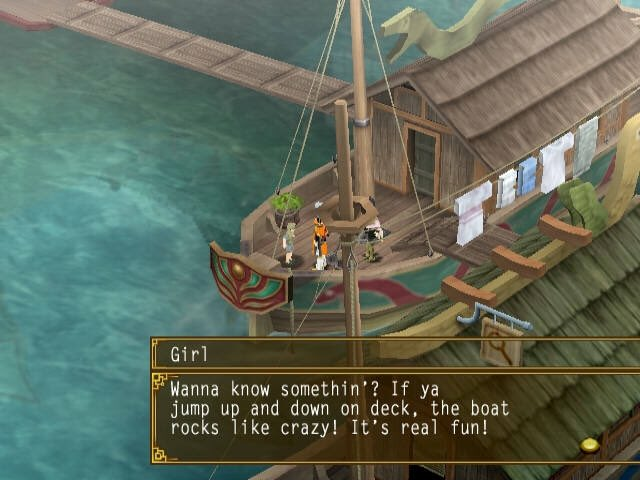 Girl
Wanna know somethin'? If ya
jump up and down on deck, the boat
rocks like crazy! It's real fun!